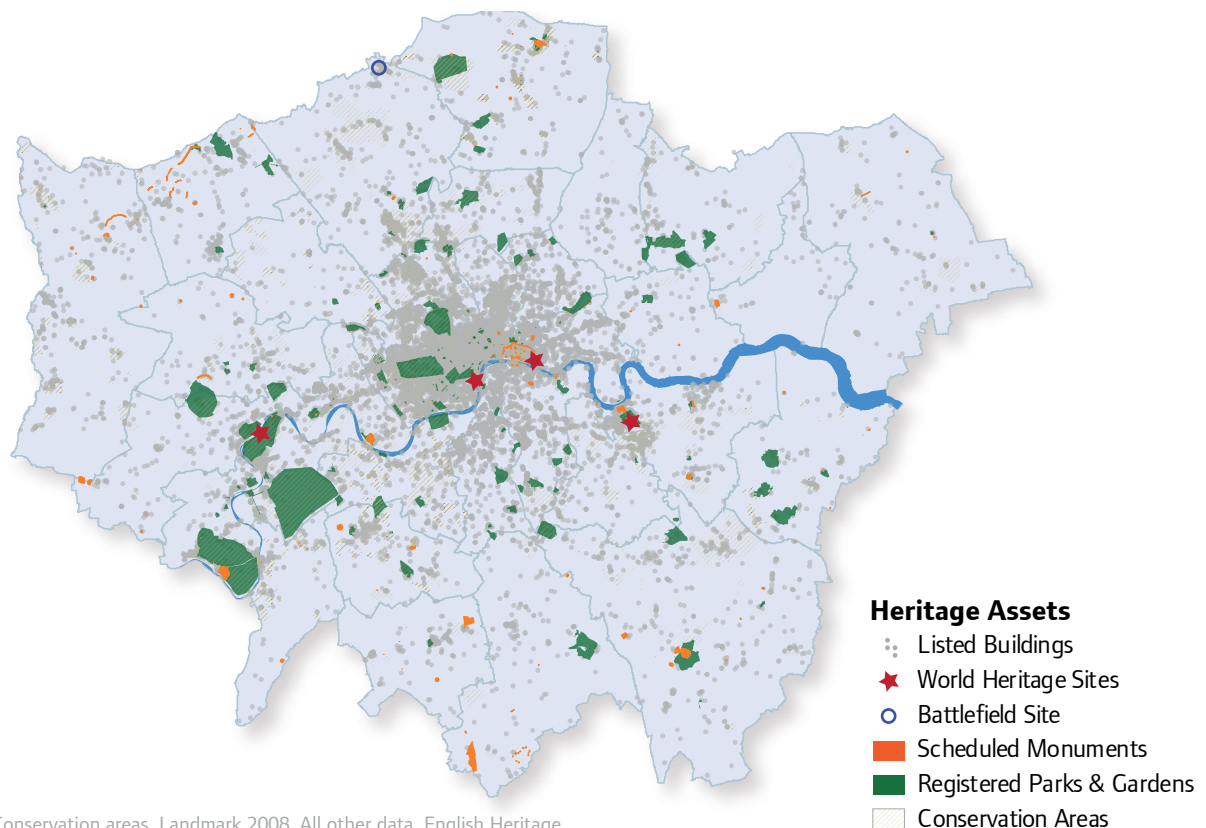 Heritage Assets
Listed Buildings
World Heritage Sites
Battlefield Site
Scheduled Monuments
Registered Parks & Gardens
Conservation Areas
Conservation areas, Landmark 2008. All other data, English Heritage